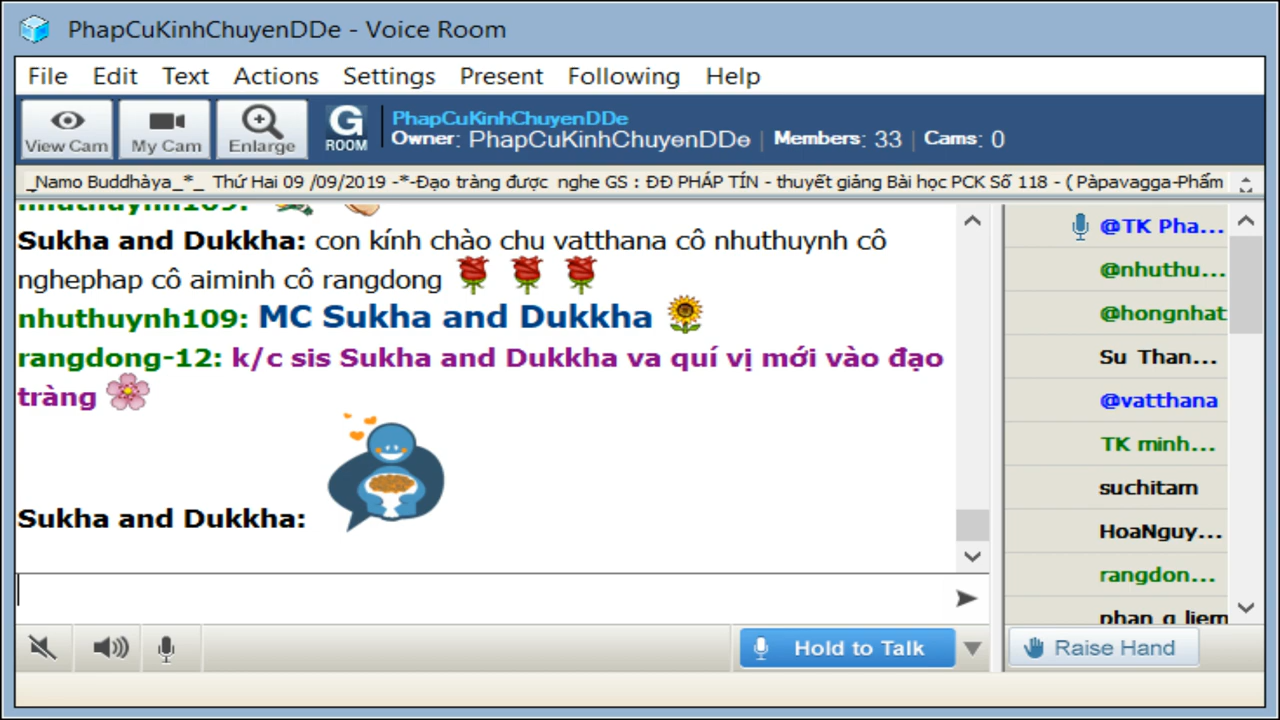 PhapCuKinhChuyenDDe - Voice Room
File Edit Text Actions Settings Present Following Help
View Cam My Cam Enlarge G ROOM
PhapCuKinhChuyenDDe
Owner: PhapCuKinhChuyenDDe | Members: 33 | Cams: 0
_Namo Buddhàya_*_ Thứ Hai 09 /09/2019 -*-Đạo tràng được nghe GS : ĐĐ PHÁP TÍN - thuyết giảng Bài học PCK Số 118 - ( Pàpavagga-Phẩm
nhuthuynh109:
Sukha and Dukkha: con kính chào chu vatthana cô nhuthuynh cô
nghephap cô aiminh cô rangdong
nhuthuynh109: MC Sukha and Dukkha
rangdong-12: k/c sis Sukha and Dukkha va quí vị mới vào đạo
tràng
Sukha and Dukkha:
@TK Pha...
@nhuthu...
@hongnhat
Su Than...
@vatthana
TK minh...
suchitam
HoaNguy...
rangdon...
phan q liem
Hold to Talk
Raise Hand